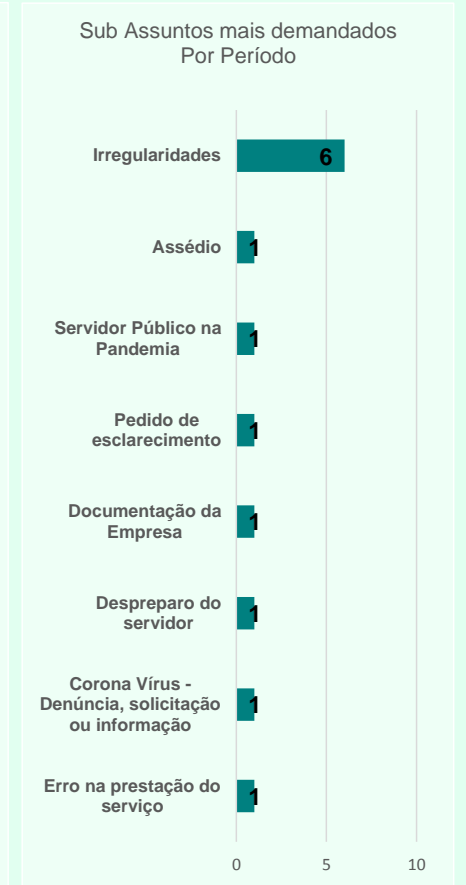 Sub Assuntos mais demandados
Por Período
Irregularidades
6
Assédio
1
Servidor Público na
Pandemia
1
Pedido de
esclarecimento
1
Documentação da
Empresa
1
Despreparo do
servidor
1
Corona Vírus -
Denúncia, solicitação
ou informação
1
Erro na prestação do
serviço
1
0 5 10